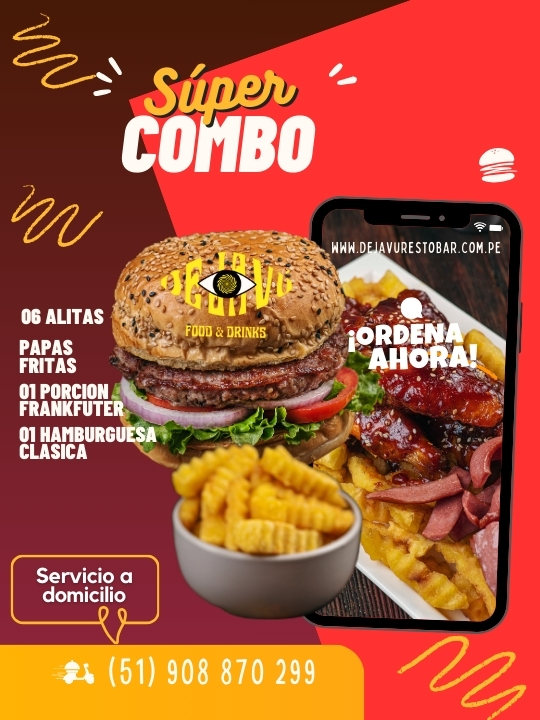 Súper
COMBO
WWW.DEJAVURESTOBAR.COM.PE
DEJAVU
FOOD & DRINKS
¡ORDENA
AHORA!
06 ALITAS
PAPAS
FRITAS
01 PORCION
FRANKFUTER
01 HAMBURGUESA
CLASICA
Servicio a
domicilio
(51) 908 870 299